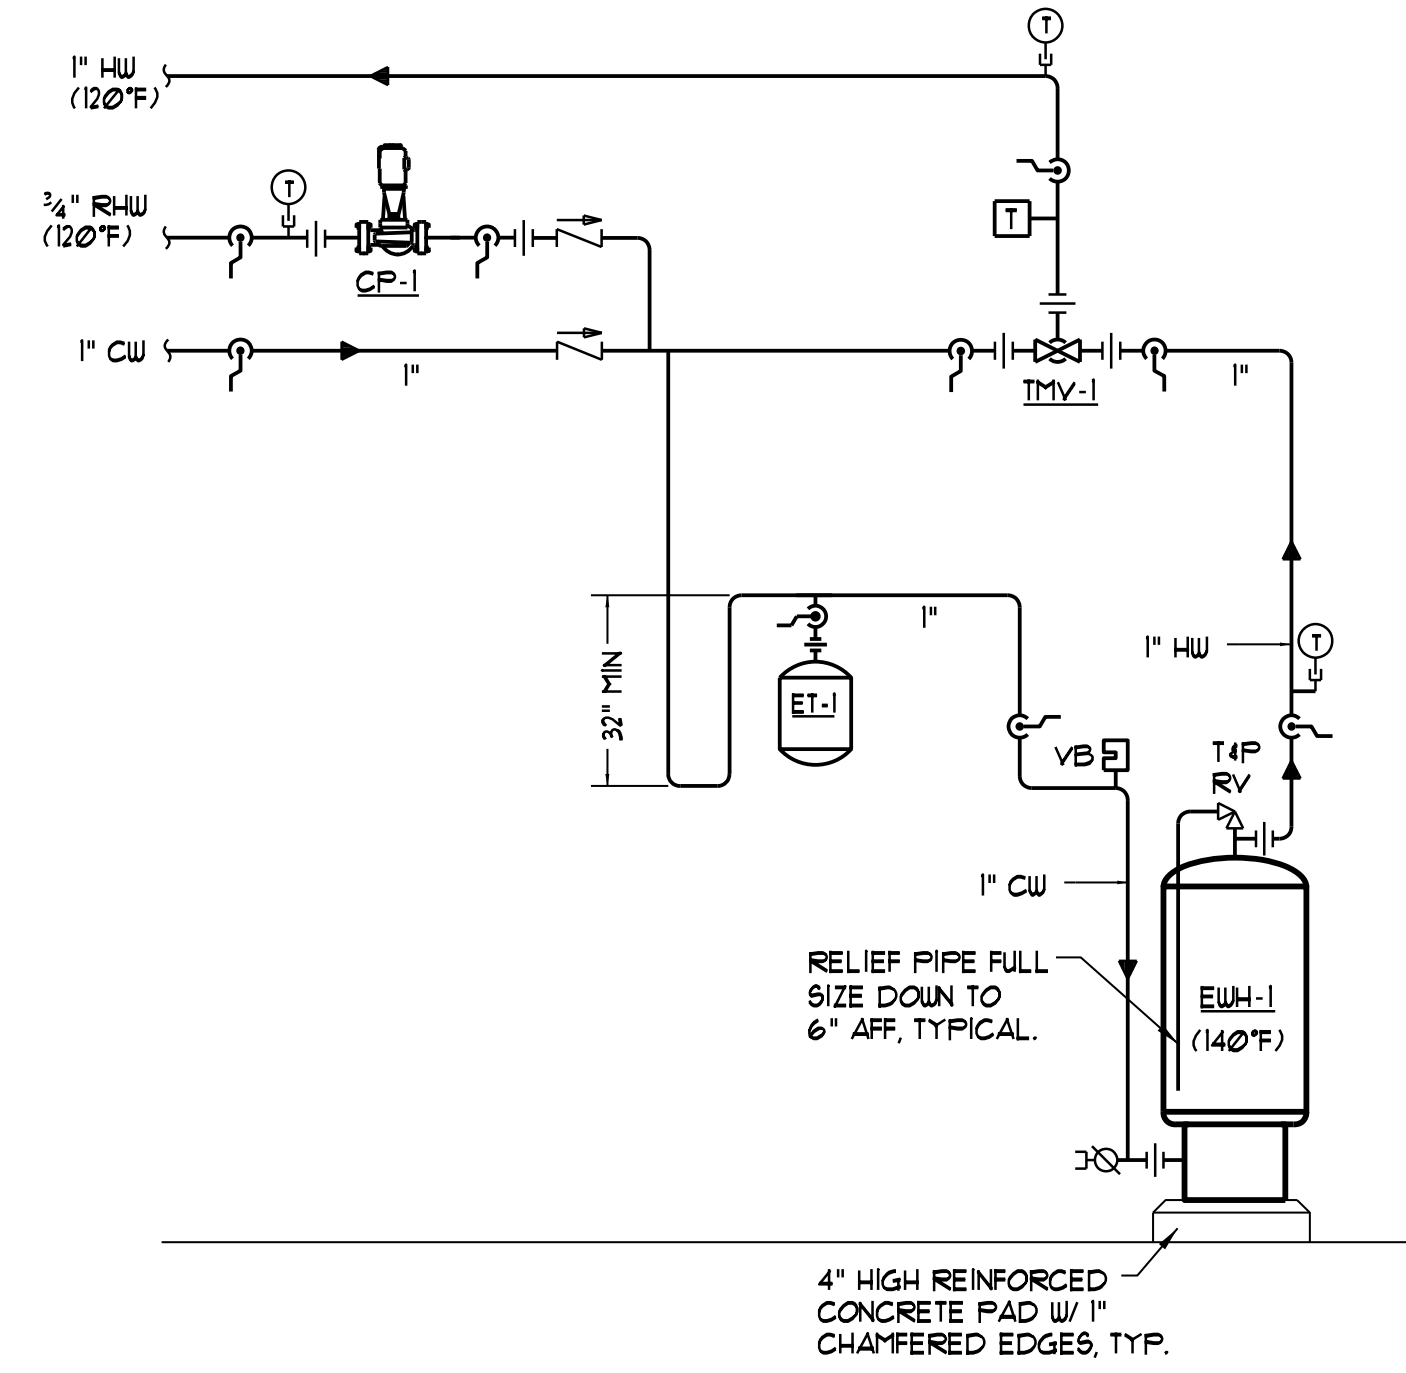 T
1" HW
(120°F)
3/4" RHW
(120°F)
T
T
CP-1
1" CW
1"
TMV-1
1"
32" MIN
1"
ET-1
1" HW
T
VB
T&P
RV
1" CW
RELIEF PIPE FULL
SIZE DOWN TO
6" AFF, TYPICAL.
EWH-1
(140°F)
4" HIGH REINFORCED
CONCRETE PAD W/ 1"
CHAMFERED EDGES, TYP.